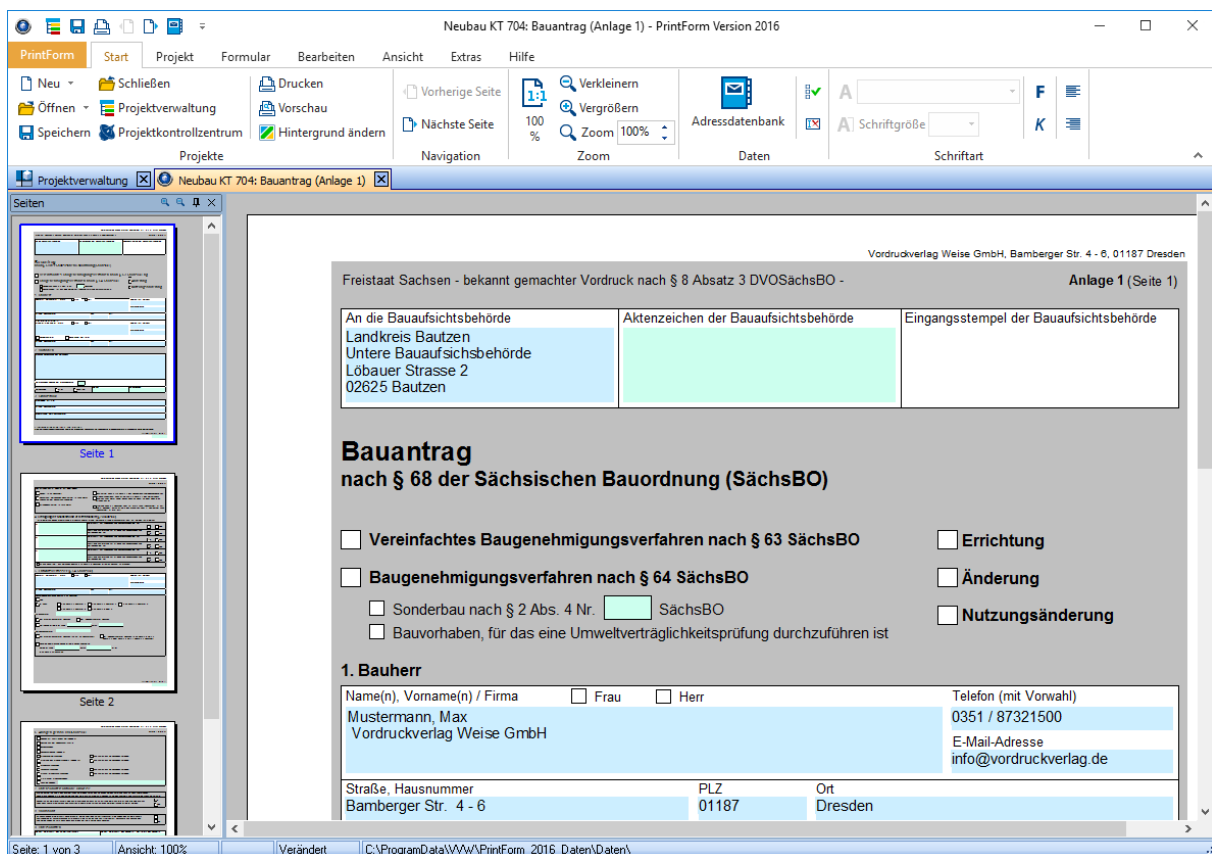 Neubau KT 704: Bauantrag (Anlage 1) - PrintForm Version 2016
PrintForm Start Projekt Formular Bearbeiten Ansicht Extras Hilfe
Neu Schließen Drucken Vorherige Seite 1:1 Verkleinern
Öffnen Projektverwaltung Vorschau Vergrößern
Speichern Projektkontrollzentrum Hintergrund ändern Nächste Seite 100 % Zoom 100% Adressdatenbank Schriftgröße F K
Projekte Navigation Zoom Daten Schriftart
Projektverwaltung Neubau KT 704: Bauantrag (Anlage 1)
Seiten
Seite 1
Seite 2
Vordruckverlag Weise GmbH, Bamberger Str. 4 - 6, 01187 Dresden
Freistaat Sachsen - bekannt gemachter Vordruck nach § 8 Absatz 3 DVOSächsBO - Anlage 1 (Seite 1)
An die Bauaufsichtsbehörde Aktenzeichen der Bauaufsichtsbehörde Eingangsstempel der Bauaufsichtsbehörde
Landkreis Bautzen
Untere Bauaufsichsbehörde
Löbauer Strasse 2
02625 Bautzen
Bauantrag
nach § 68 der Sächsischen Bauordnung (SächsBO)
Vereinfachtes Baugenehmigungsverfahren nach § 63 SächsBO Errichtung
Baugenehmigungsverfahren nach § 64 SächsBO Änderung
Sonderbau nach § 2 Abs. 4 Nr. SächsBO Nutzungsänderung
Bauvorhaben, für das eine Umweltverträglichkeitsprüfung durchzuführen ist
1. Bauherr
Name(n), Vorname(n) / Firma Frau Herr Telefon (mit Vorwahl)
Mustermann, Max 0351 / 87321500
Vordruckverlag Weise GmbH
E-Mail-Adresse
info@vordruckverlag.de
Straße, Hausnummer PLZ Ort
Bamberger Str. 4 - 6 01187 Dresden
Seite: 1 von 3 Ansicht: 100% Verändert C:\ProgramData\VVW\PrintForm_2016_Daten\Daten\